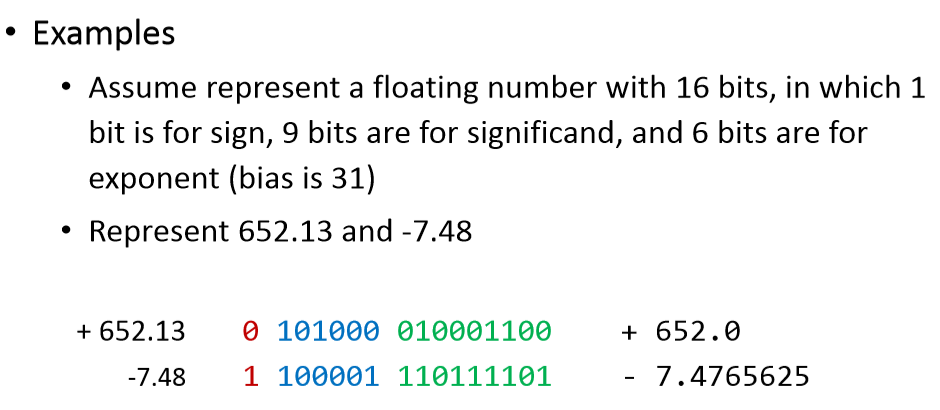 • Examples
• Assume represent a floating number with 16 bits, in which 1
bit is for sign, 9 bits are for significand, and 6 bits are for
exponent (bias is 31)
• Represent 652.13 and -7.48
+ 652.13 0 101000 010001100 + 652.0
-7.48 1 100001 110111101 - 7.4765625